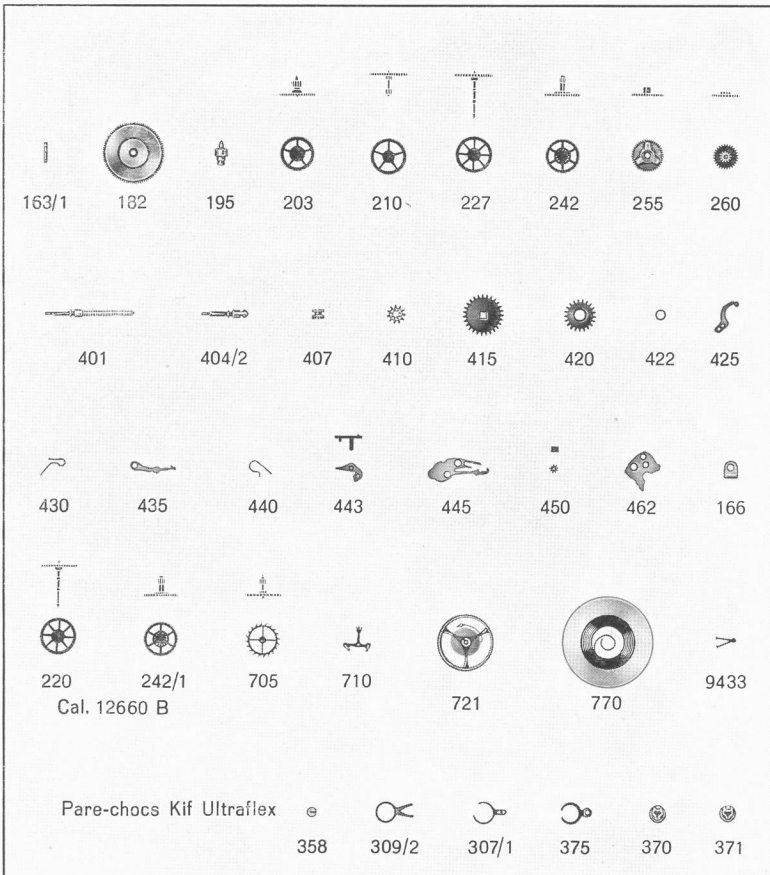 163/1 182 195 203 210 227 242 255 260
401 404/2 407 410 415 420 422 425
430 435 440 443 445 450 462 166
220 242/1 705 710 721 770 9433
Cal. 12660 B
Pare-chocs Kif Ultraflex
358 309/2 307/1 375 370 371